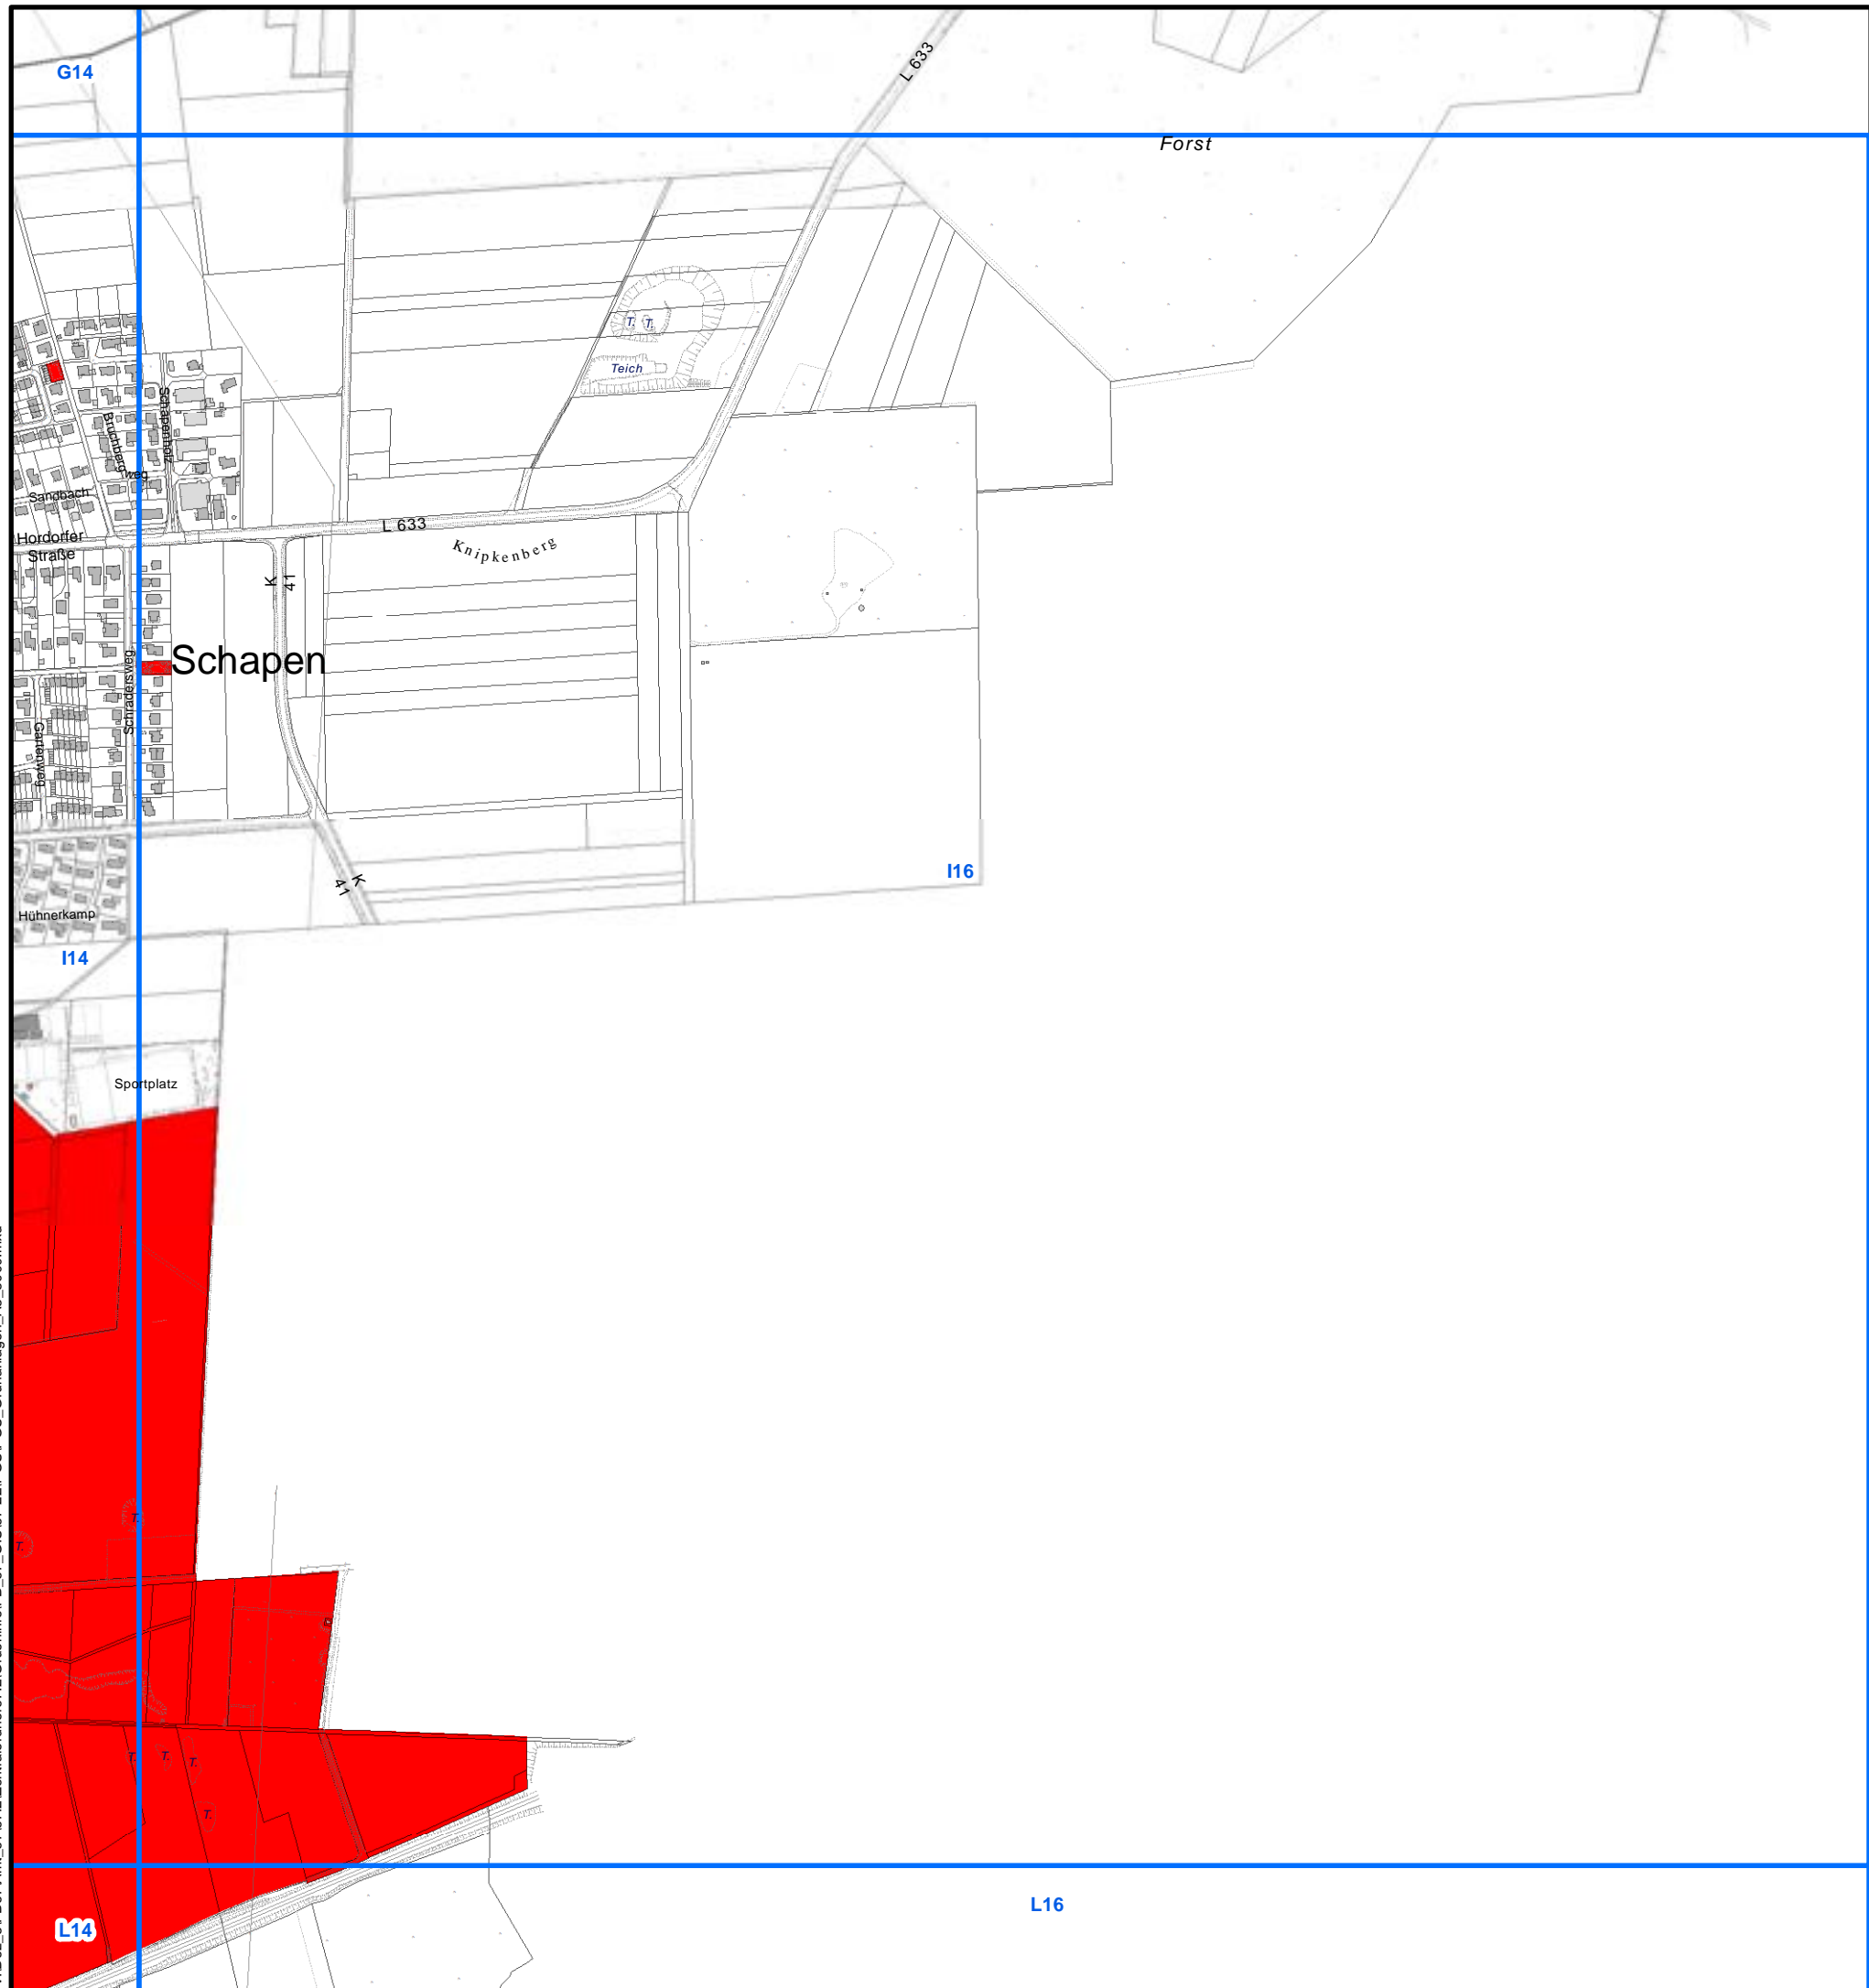 G14
L 633
Forst
T.
T.
Teich
Schapenholz
Bruchberg
weg
Sandbach
Hordorfer
Straße
L 633
Knipkenberg
K
41
Schapen
Schradersweg
Gartenweg
I16
K
41
Hühnerkamp
I14
Sportplatz
T.
T.
T.
T.
T.
T.
L16
L14